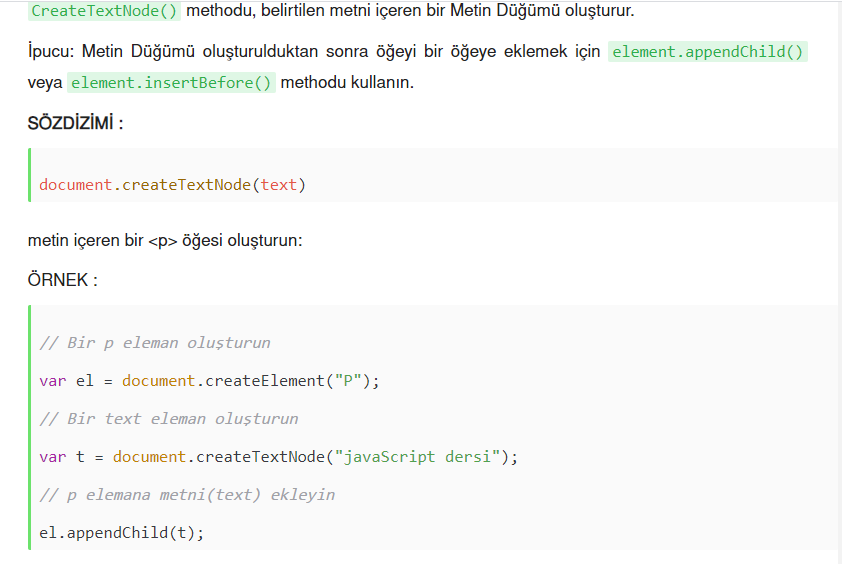 CreateTextNode() methodu, belirtilen metni içeren bir Metin Düğümü oluşturur.
İpucu: Metin Düğümü oluşturulduktan sonra öğeyi bir öğeye eklemek için element.appendChild()
veya element.insertBefore() methodu kullanın.
SÖZDİZİMİ :
document.createTextNode(text)
metin içeren bir <p> öğesi oluşturun:
ÖRNEK :
// Bir p eleman oluşturun
var el = document.createElement("P");
// Bir text eleman oluşturun
var t = document.createTextNode("javaScript dersi");
// p elemana metni(text) ekleyin
el.appendChild(t);